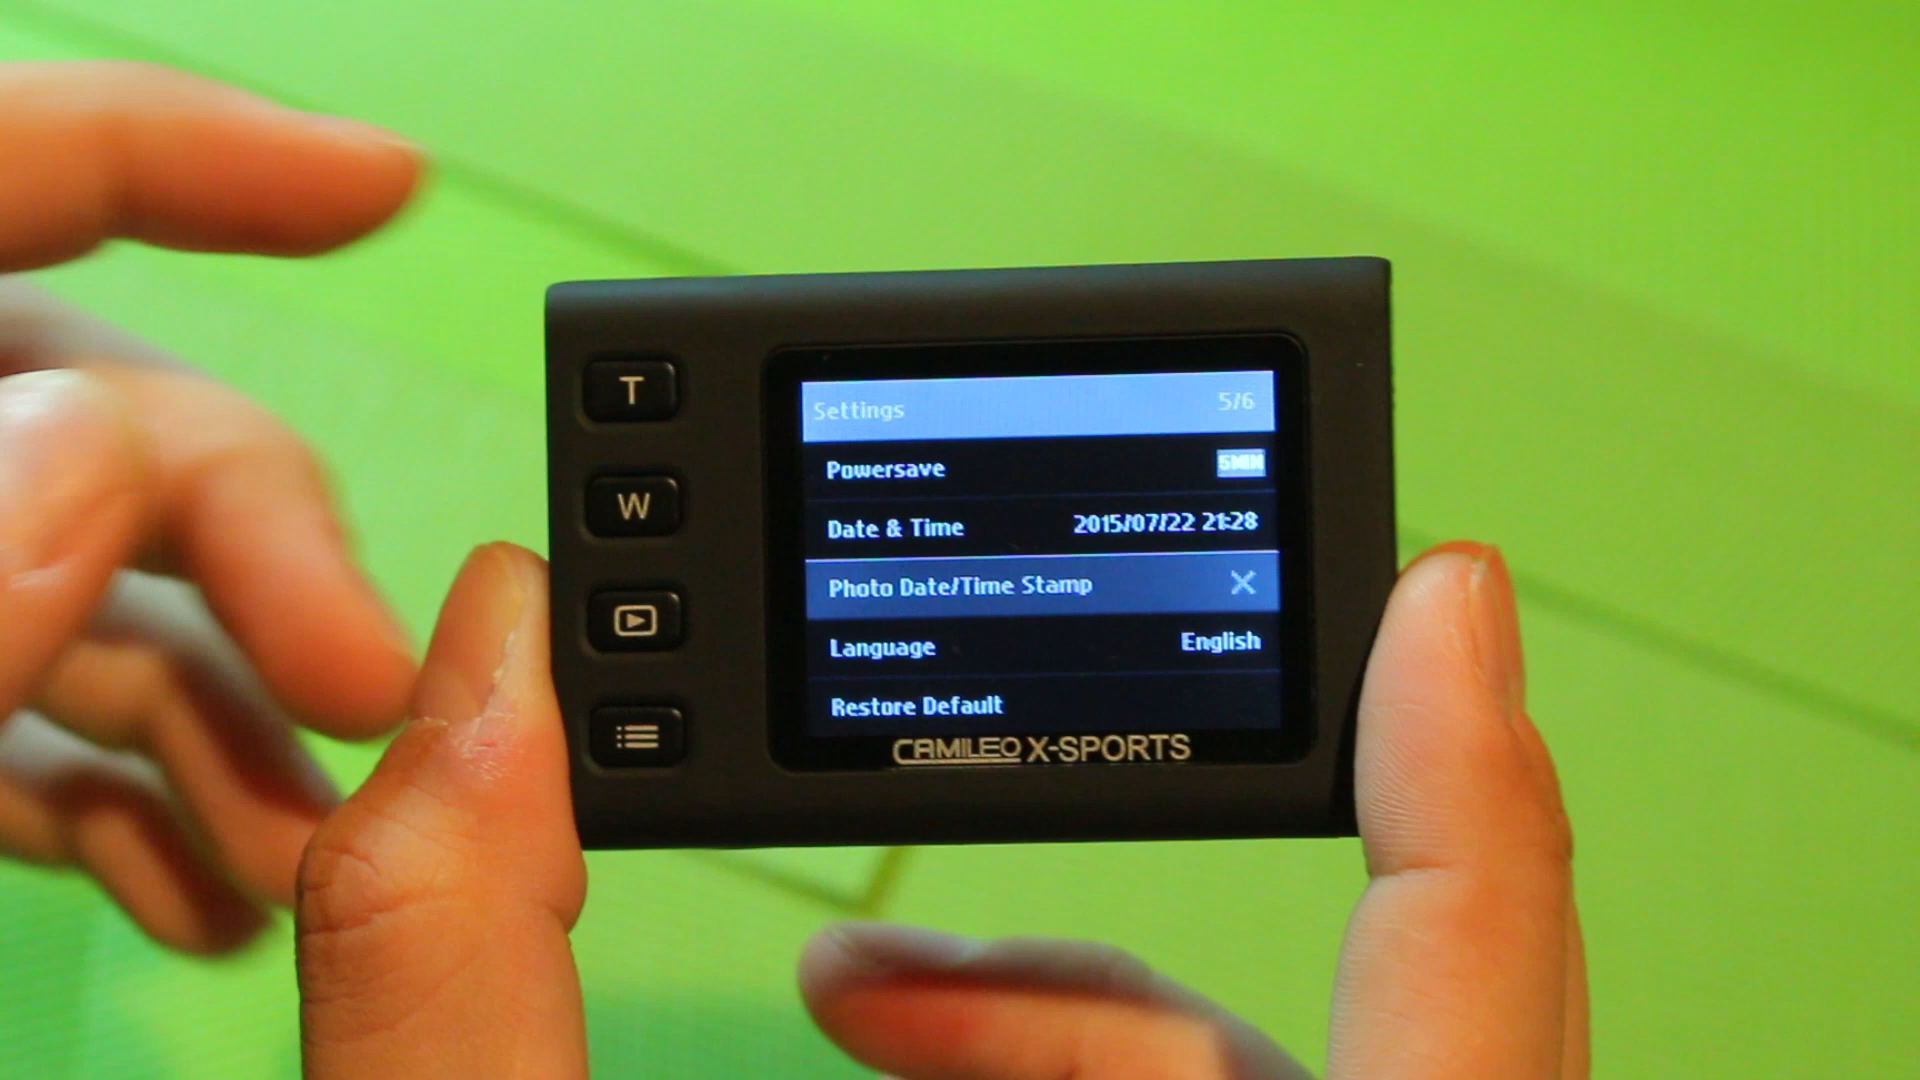 T
W
Settings 5/6
Powersave 5MIN
Date & Time 2015/07/22 21:28
Photo Date/Time Stamp
Language English
Restore Default
CAMILEO X-SPORTS